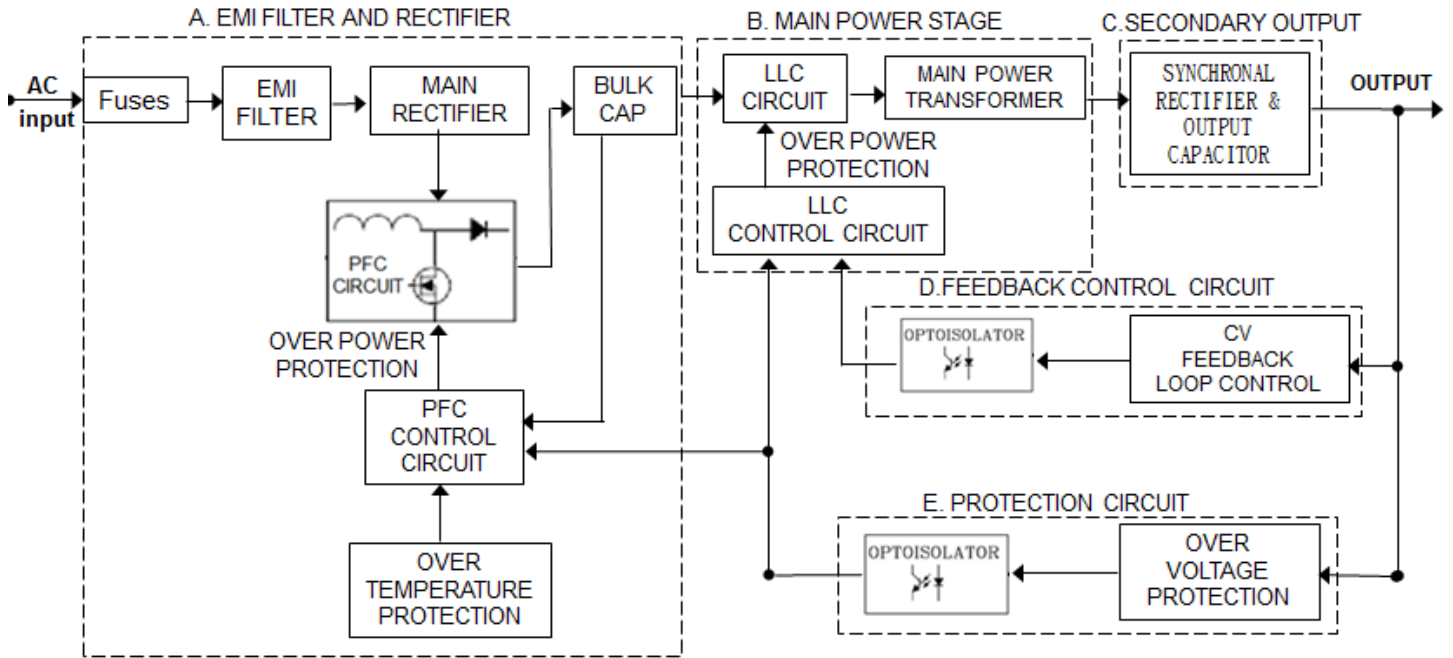 A. EMI FILTER AND RECTIFIER
B. MAIN POWER STAGE
C.SECONDARY OUTPUT
AC
input
Fuses
EMI
FILTER
MAIN
RECTIFIER
BULK
CAP
LLC
CIRCUIT
MAIN POWER
TRANSFORMER
SYNCHRONAL
RECTIFIER &
OUTPUT
CAPACITOR
OUTPUT
OVER POWER
PROTECTION
LLC
CONTROL CIRCUIT
PFC
CIRCUIT
OVER POWER
PROTECTION
D.FEEDBACK CONTROL CIRCUIT
OPTOISOLATOR
CV
FEEDBACK
LOOP CONTROL
PFC
CONTROL
CIRCUIT
E. PROTECTION CIRCUIT
OPTOISOLATOR
OVER
VOLTAGE
PROTECTION
OVER
TEMPERATURE
PROTECTION